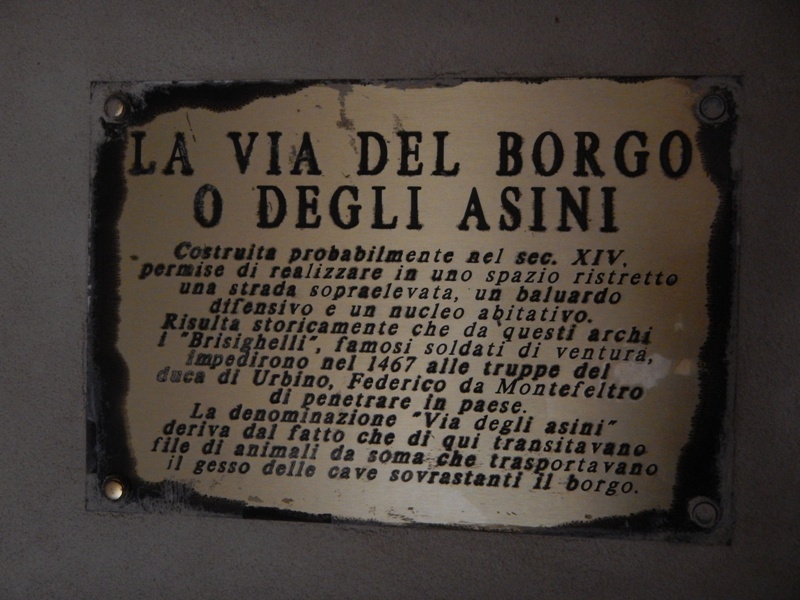 LA VIA DEL BORGO
O DEGLI ASINI
Costruita probabilmente nel sec. XIV,
permise di realizzare in uno spazio ristretto
una strada sopraelevata, un baluardo
difensivo e un nucleo abitativo.
Risulta storicamente che da questi archi
i "Brisighelli", famosi soldati di ventura,
impedirono nel 1467 alle truppe del
duca di Urbino, Federico da Montefeltro
di penetrare in paese.
La denominazione "Via degli asini"
deriva dal fatto che di qui transitavano
file di animali da soma che trasportavano
il gesso delle cave sovrastanti il borgo.